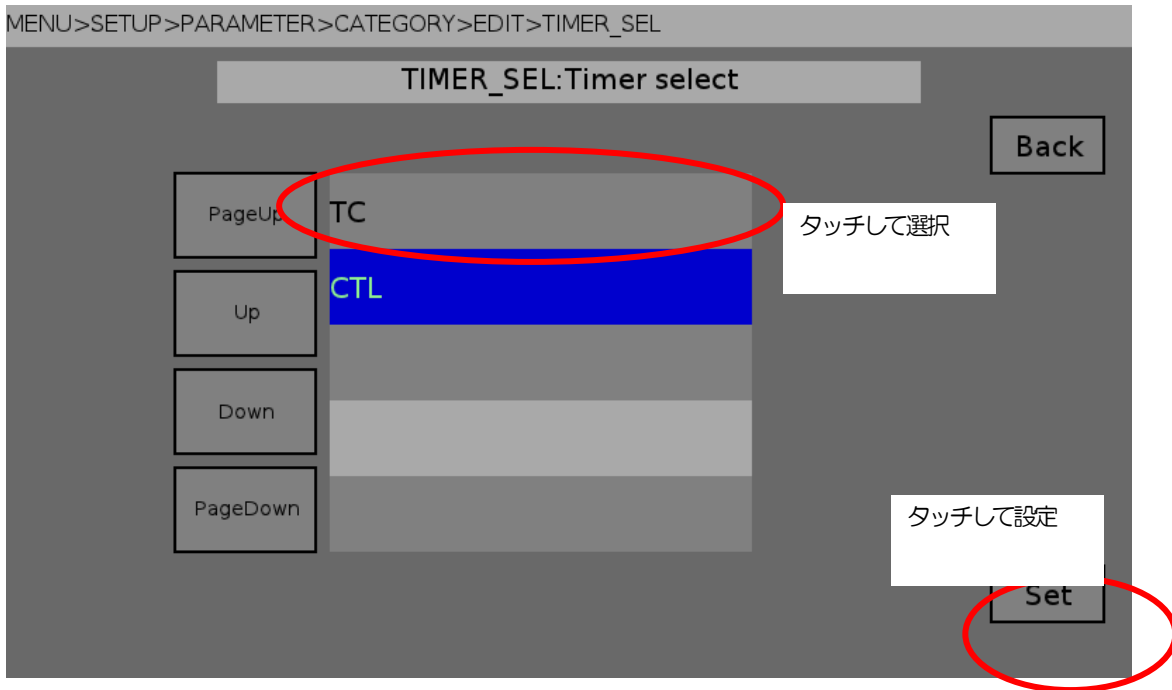 MENU>SETUP>PARAMETER>CATEGORY>EDIT>TIMER_SEL
TIMER_SEL:Timer select
Back
PageUp
TC
タッチして選択
CTL
Up
Down
PageDown
タッチして設定
Set